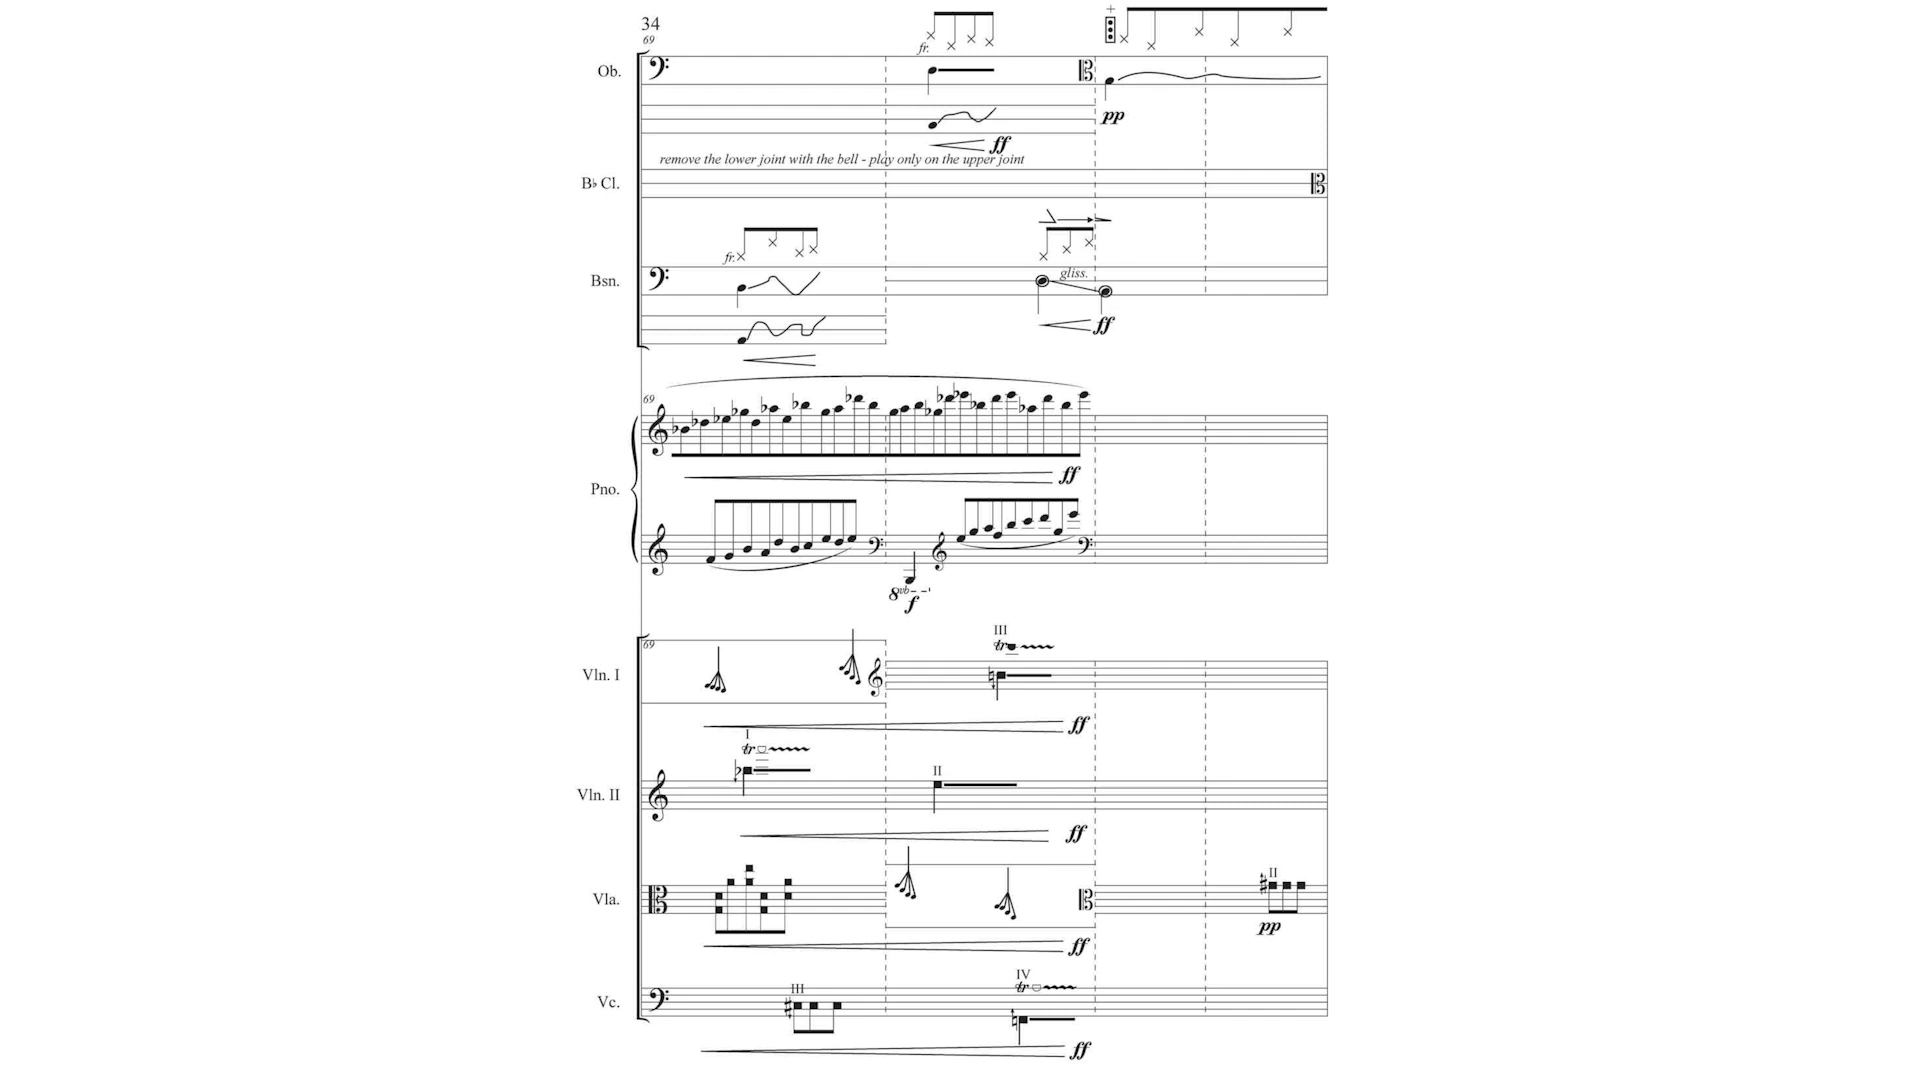 34
69
fr.
+
Ob.
pp
ff
remove the lower joint with the bell - play only on the upper joint
B♭ Cl.
fr.
Bsn.
gliss.
ff
69
ff
Pno.
8vb
f
69
III
tr
Vln. I
ff
I
tr
II
Vln. II
ff
II
Vla.
pp
ff
IV
III
tr
Vc.
ff